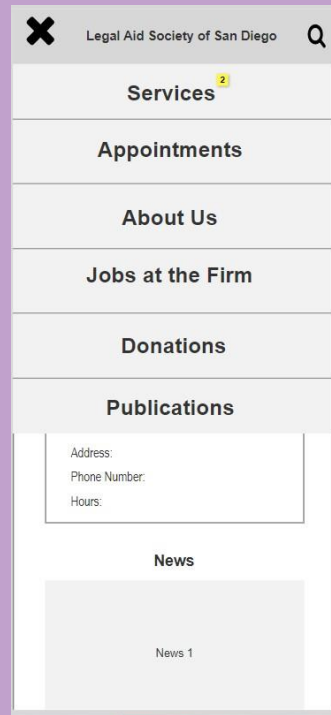 Legal Aid Society of San Diego
Services 2
Appointments
About Us
Jobs at the Firm
Donations
Publications
Address:
Phone Number:
Hours:
News
News 1